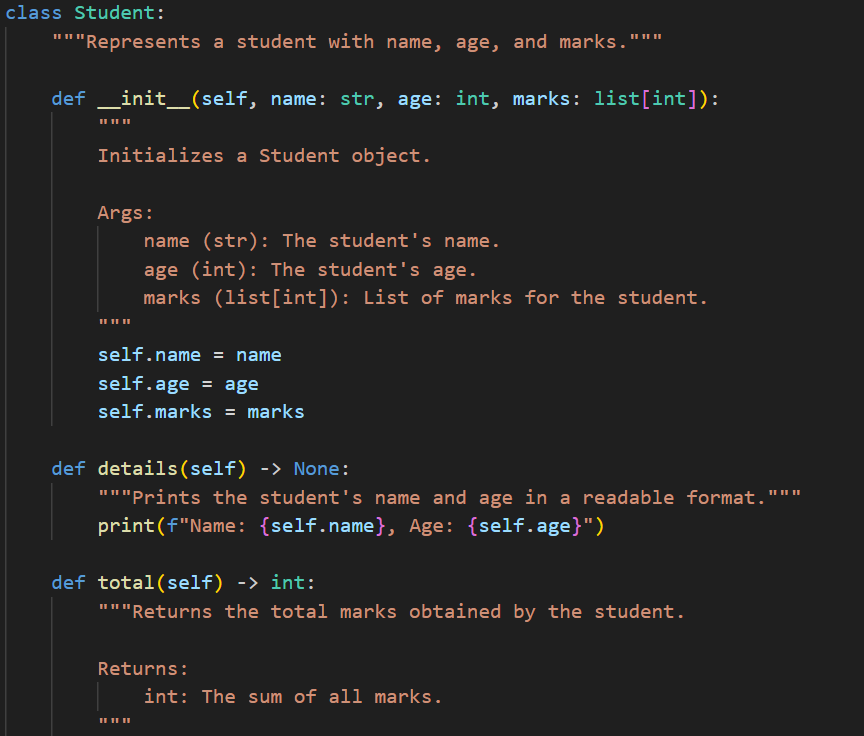 class Student:
    """Represents a student with name, age, and marks."""
    def __init__(self, name: str, age: int, marks: list[int]):
        """
        Initializes a Student object.
        Args:
            name (str): The student's name.
            age (int): The student's age.
            marks (list[int]): List of marks for the student.
        """
        self.name = name
        self.age = age
        self.marks = marks
    def details(self) -> None:
        """Prints the student's name and age in a readable format."""
        print(f"Name: {self.name}, Age: {self.age}")
    def total(self) -> int:
        """Returns the total marks obtained by the student.
        Returns:
            int: The sum of all marks.
        """